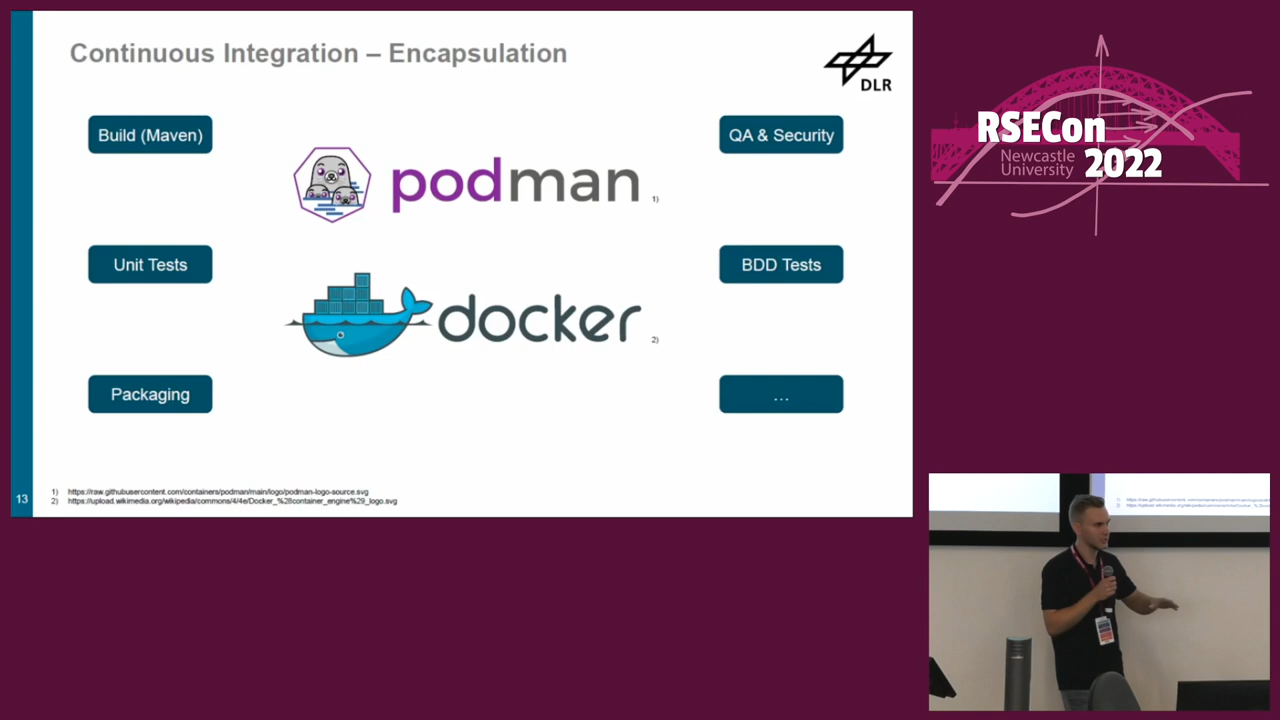 Continuous Integration – Encapsulation
DLR
Build (Maven)
QA & Security
podman 1)
Unit Tests
BDD Tests
docker 2)
Packaging
...
1) https://raw.githubusercontent.com/containers/podman/main/logo/podman-logo-source.svg
2) https://upload.wikimedia.org/wikipedia/commons/4/4e/Docker_%28container_engine%29_logo.svg
13
RSECon
Newcastle
University
2022